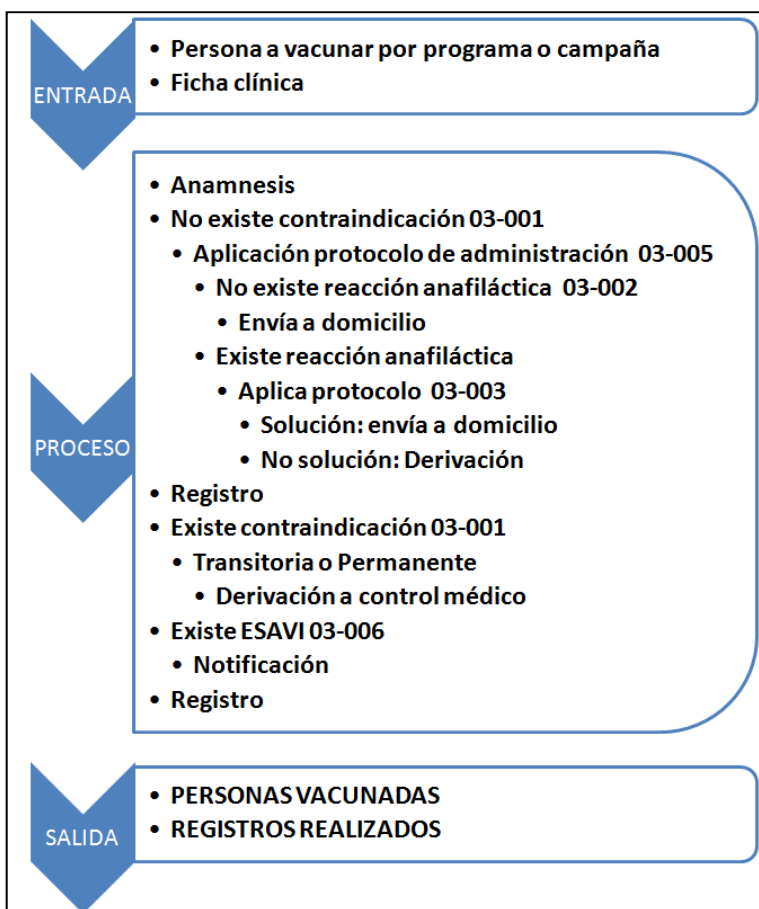 ENTRADA
• Persona a vacunar por programa o campaña
• Ficha clínica
PROCESO
• Anamnesis
• No existe contraindicación 03-001
• Aplicación protocolo de administración 03-005
• No existe reacción anafiláctica 03-002
• Envía a domicilio
• Existe reacción anafiláctica
• Aplica protocolo 03-003
• Solución: envía a domicilio
• No solución: Derivación
• Registro
• Existe contraindicación 03-001
• Transitoria o Permanente
• Derivación a control médico
• Existe ESAVI 03-006
• Notificación
• Registro
SALIDA
• PERSONAS VACUNADAS
• REGISTROS REALIZADOS